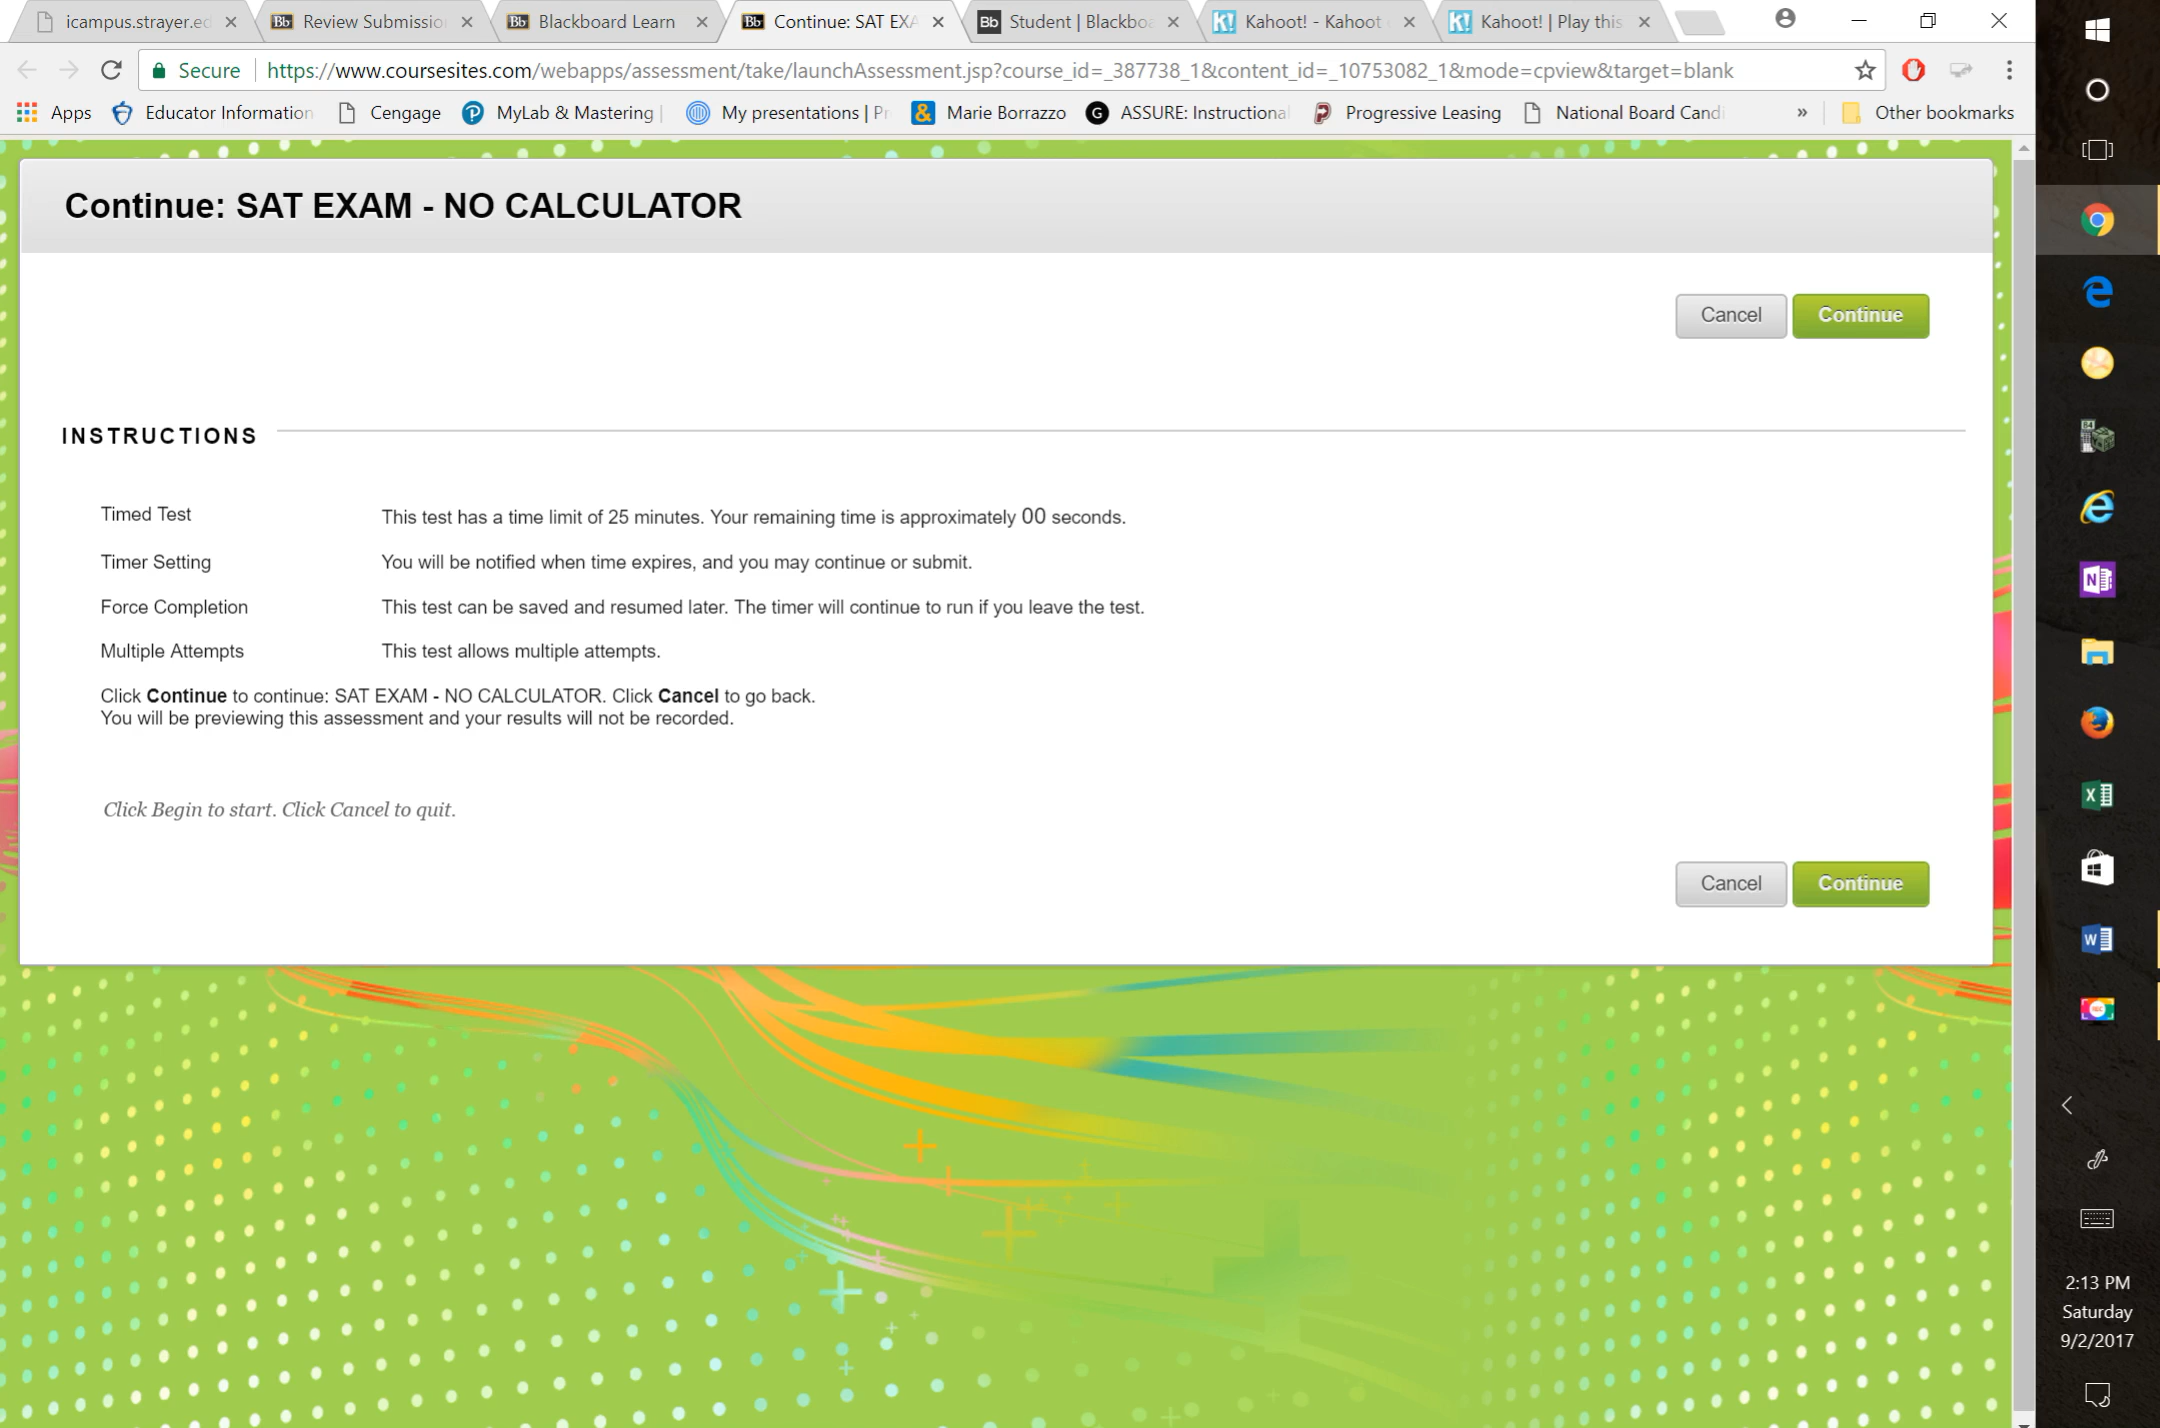 icampus.strayer.ed
Review Submissio
Blackboard Learn
Continue: SAT EXA
Student | Blackboa
Kahoot! - Kahoot
Kahoot! | Play this
Secure
https://www.coursesites.com/webapps/assessment/take/launchAssessment.jsp?course_id=_387738_1&content_id=_10753082_1&mode=cpview&target=blank
Apps
Educator Information
Cengage
MyLab & Mastering |
My presentations | Pr
Marie Borrazzo
ASSURE: Instructional
Progressive Leasing
National Board Candi
»
Other bookmarks
Continue: SAT EXAM - NO CALCULATOR
Cancel
Continue
INSTRUCTIONS
Timed Test
This test has a time limit of 25 minutes. Your remaining time is approximately 00 seconds.
Timer Setting
You will be notified when time expires, and you may continue or submit.
Force Completion
This test can be saved and resumed later. The timer will continue to run if you leave the test.
Multiple Attempts
This test allows multiple attempts.
Click Continue to continue: SAT EXAM - NO CALCULATOR. Click Cancel to go back.
You will be previewing this assessment and your results will not be recorded.
Click Begin to start. Click Cancel to quit.
Cancel
Continue
2:13 PM
Saturday
9/2/2017